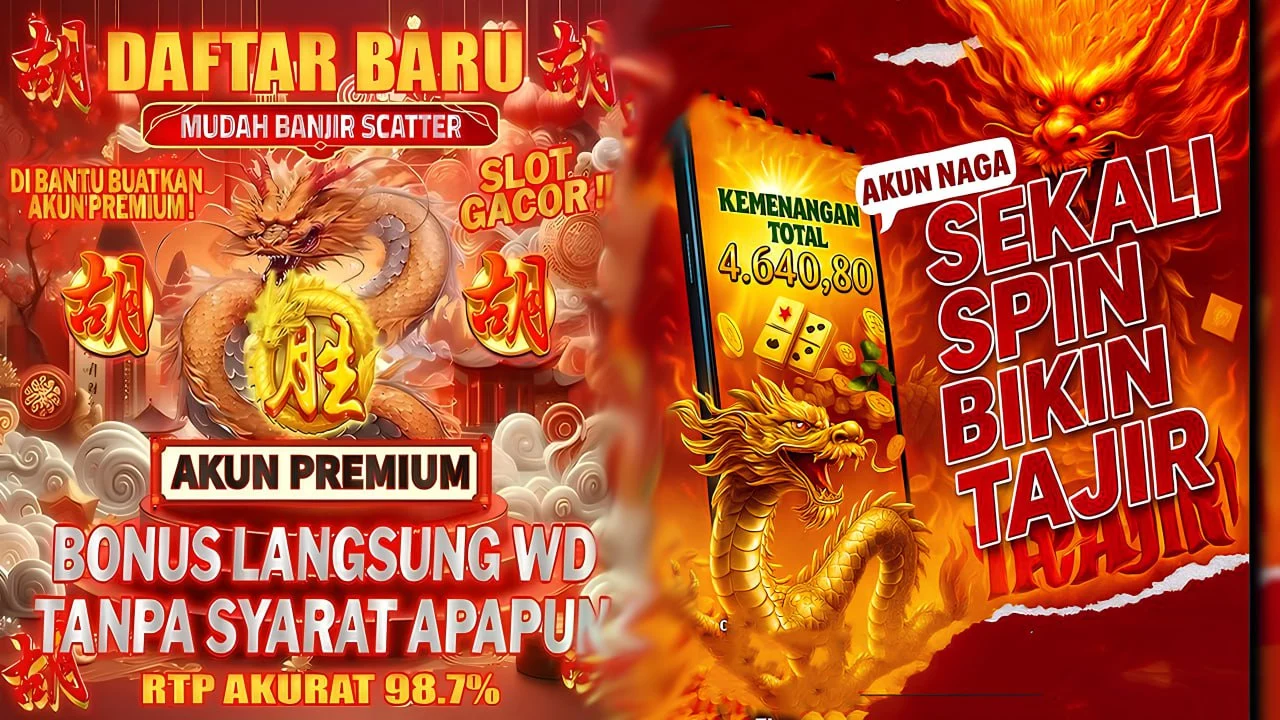 胡
DAFTAR BARU
胡
MUDAH BANJIR SCATTER
DI BANTU BUATKAN
AKUN PREMIUM!
SLOT
GACOR!!
胡
胜
胡
AKUN PREMIUM
BONUS LANGSUNG WD
TANPA SYARAT APAPUN
胡
RTP AKURAT 98.7%
KEMENANGAN
TOTAL
4.640,80
AKUN NAGA
SEKALI
SPIN
BIKIN
TAJIR